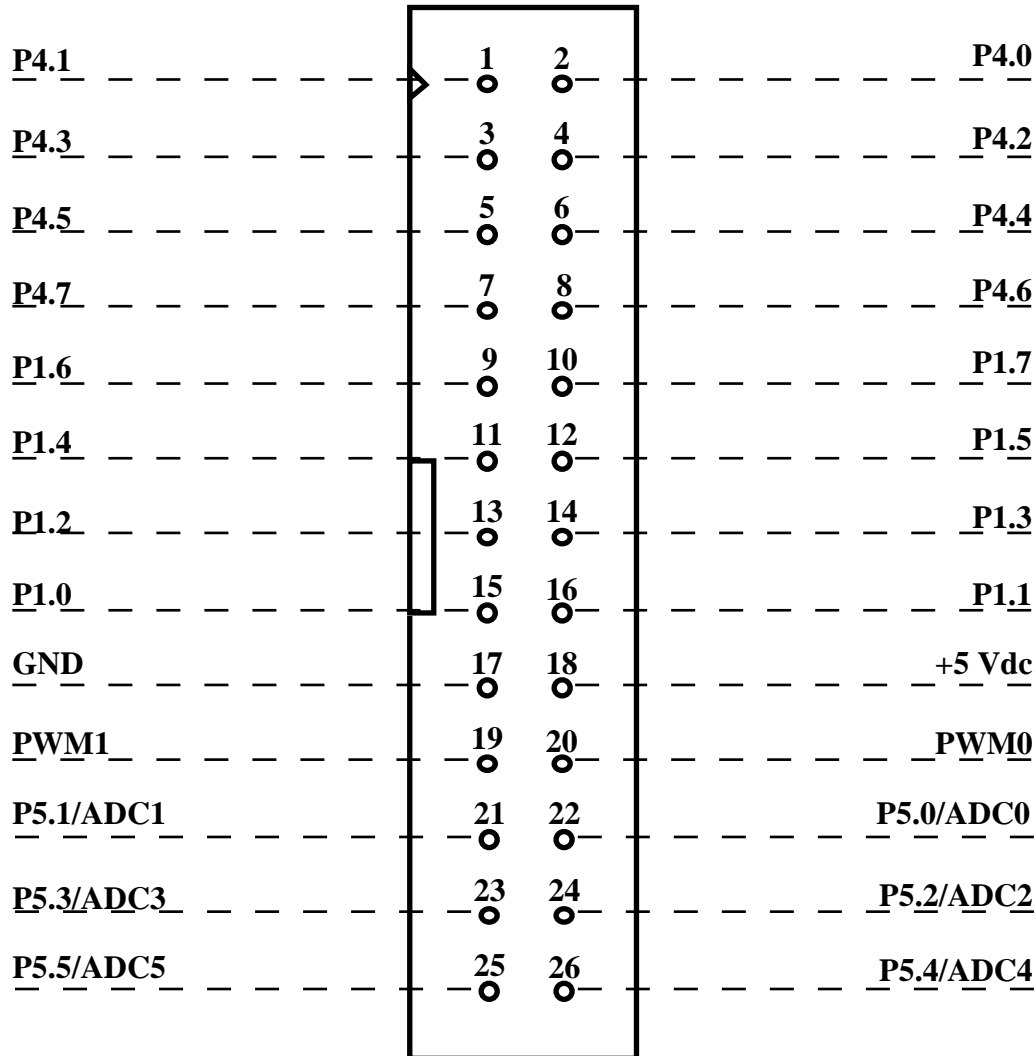 P4.1 1 2 P4.0
P4.3 3 4 P4.2
P4.5 5 6 P4.4
P4.7 7 8 P4.6
P1.6 9 10 P1.7
P1.4 11 12 P1.5
P1.2 13 14 P1.3
P1.0 15 16 P1.1
GND 17 18 +5 Vdc
PWM1 19 20 PWM0
P5.1/ADC1 21 22 P5.0/ADC0
P5.3/ADC3 23 24 P5.2/ADC2
P5.5/ADC5 25 26 P5.4/ADC4